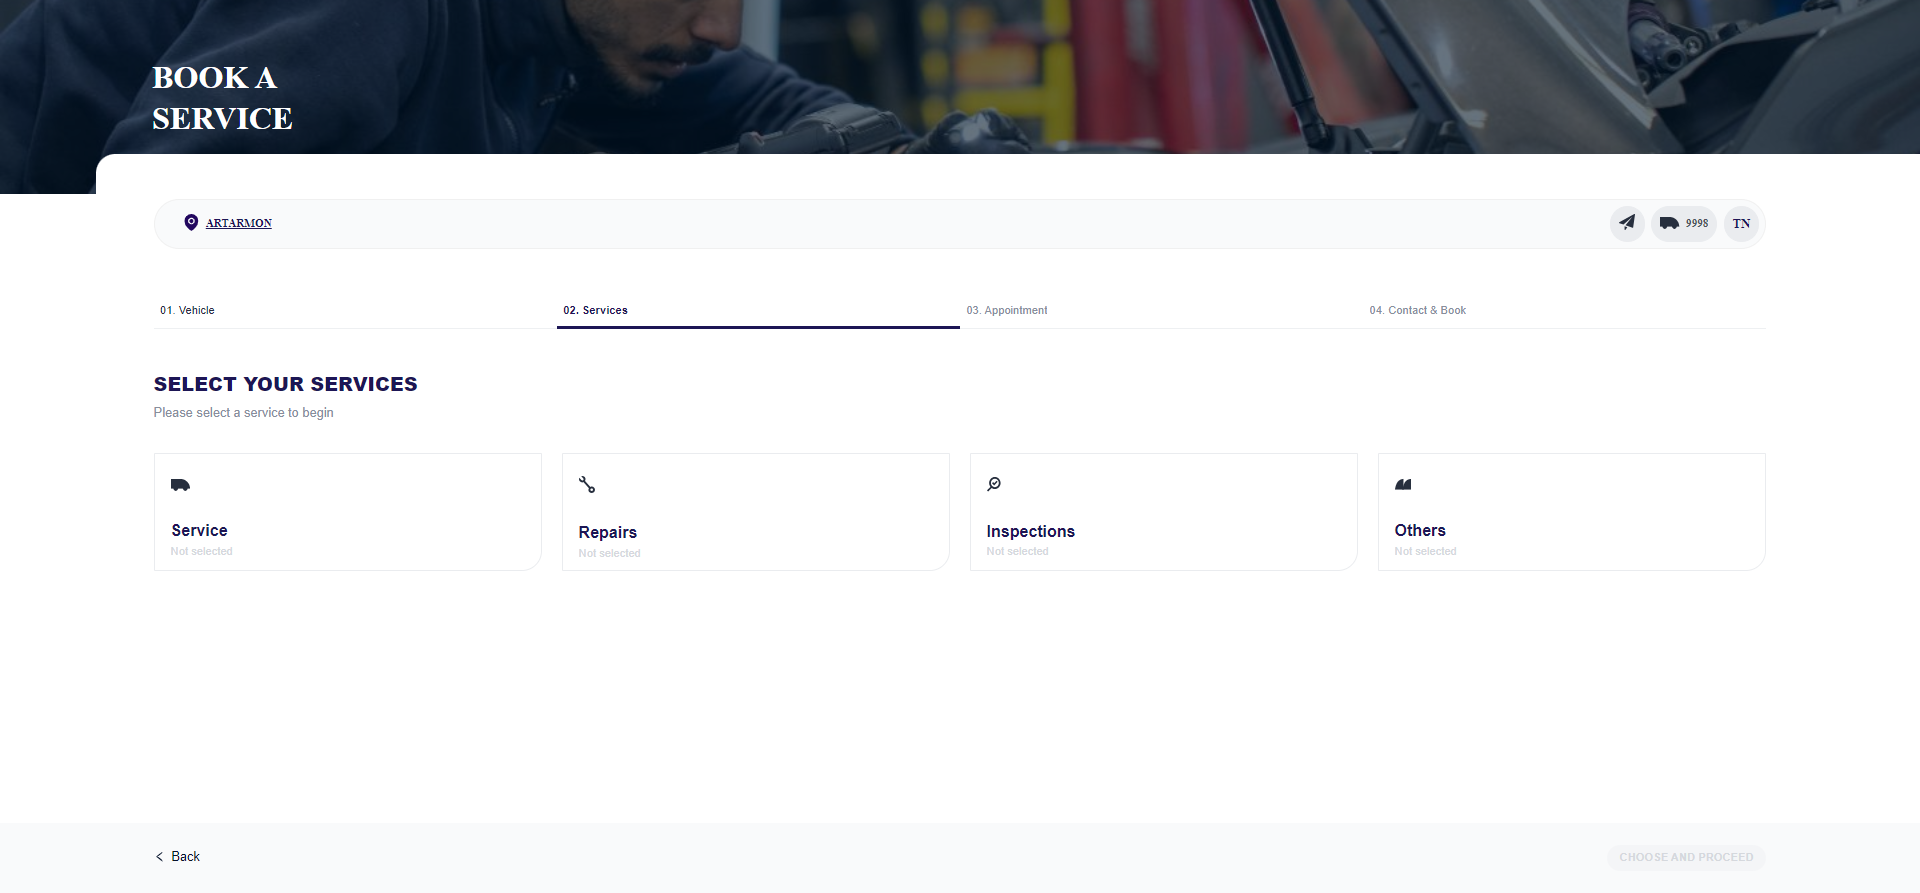 BOOK A
SERVICE
ARTARMON
9998
TN
01. Vehicle
02. Services
03. Appointment
04. Contact & Book
SELECT YOUR SERVICES
Please select a service to begin
Service
Not selected
Repairs
Not selected
Inspections
Not selected
Others
Not selected
Back
CHOOSE AND PROCEED